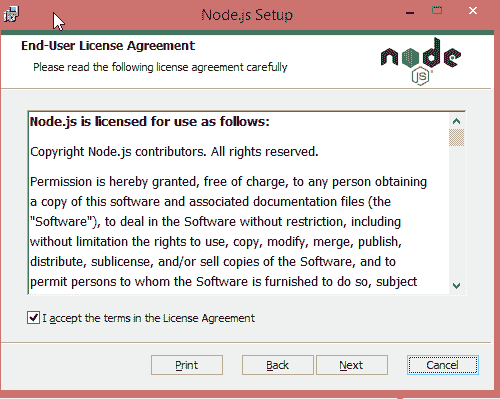 Node.js Setup
End-User License Agreement
Please read the following license agreement carefully
node
JS
Node.js is licensed for use as follows:
Copyright Node.js contributors. All rights reserved.
Permission is hereby granted, free of charge, to any person obtaining
a copy of this software and associated documentation files (the
"Software"), to deal in the Software without restriction, including
without limitation the rights to use, copy, modify, merge, publish,
distribute, sublicense, and/or sell copies of the Software, and to
permit persons to whom the Software is furnished to do so, subject
I accept the terms in the License Agreement
Print Back Next Cancel